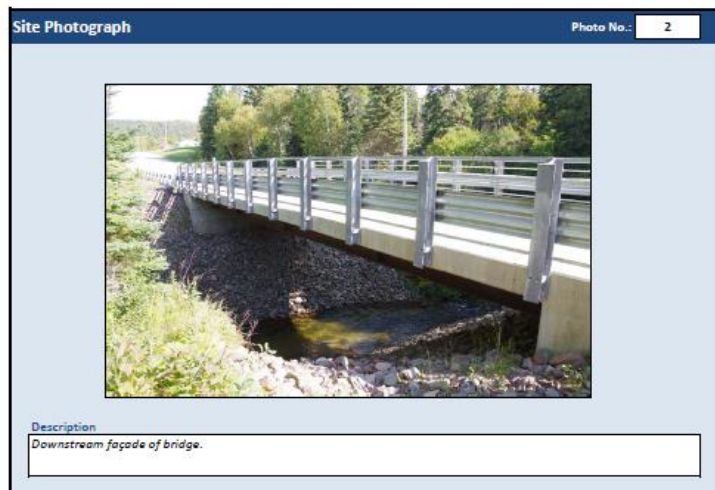 Site Photograph
Photo No.: 2
Description
Downstream façade of bridge.